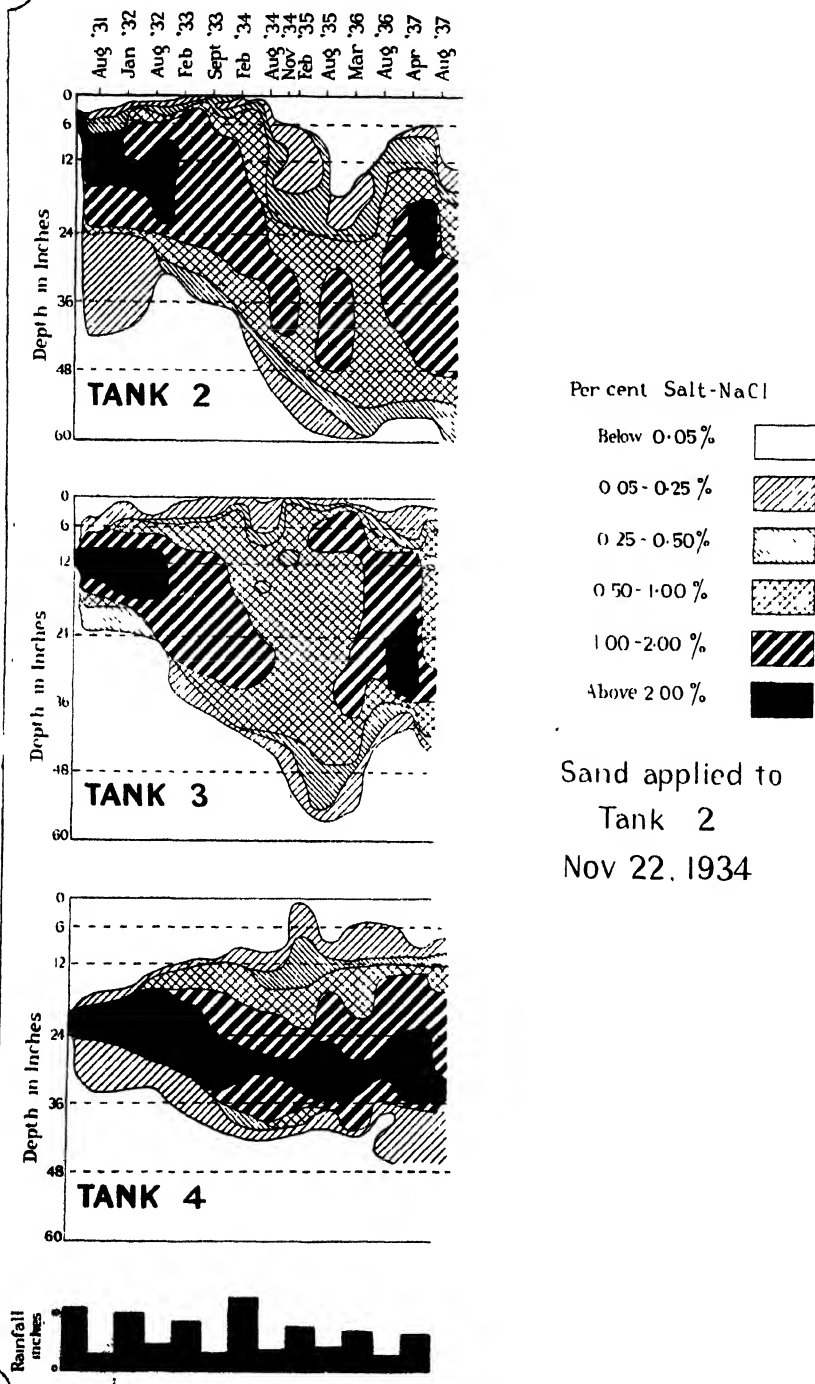 Aug '31
Jan '32
Aug '32
Feb '33
Sept '33
Feb '34
Aug '34
Nov '34
Feb '35
Aug '35
Mar '36
Aug '36
Apr '37
Aug '37
0
6
12
24
36
48
60
Depth in Inches
TANK 2
0
6
12
24
36
48
60
Depth in Inches
TANK 3
0
6
12
24
36
48
60
Depth in Inches
TANK 4
Rainfall
inches
0
Per cent Salt-NaCl
Below 0·05%
0 05 - 0·25 %
0 25 - 0·50%
0 50 - 1·00 %
1 00 - 2·00 %
Above 2 00 %
Sand applied to
Tank 2
Nov 22, 1934